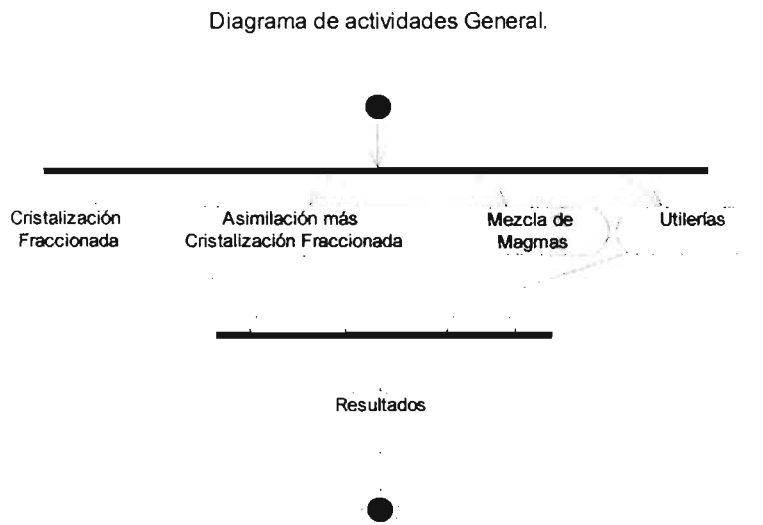 Diagrama de actividades General.
Cristalización
Fraccionada
Asimilación más
Cristalización Fraccionada
Mezcla de
Magmas
Utilerías
Resultados